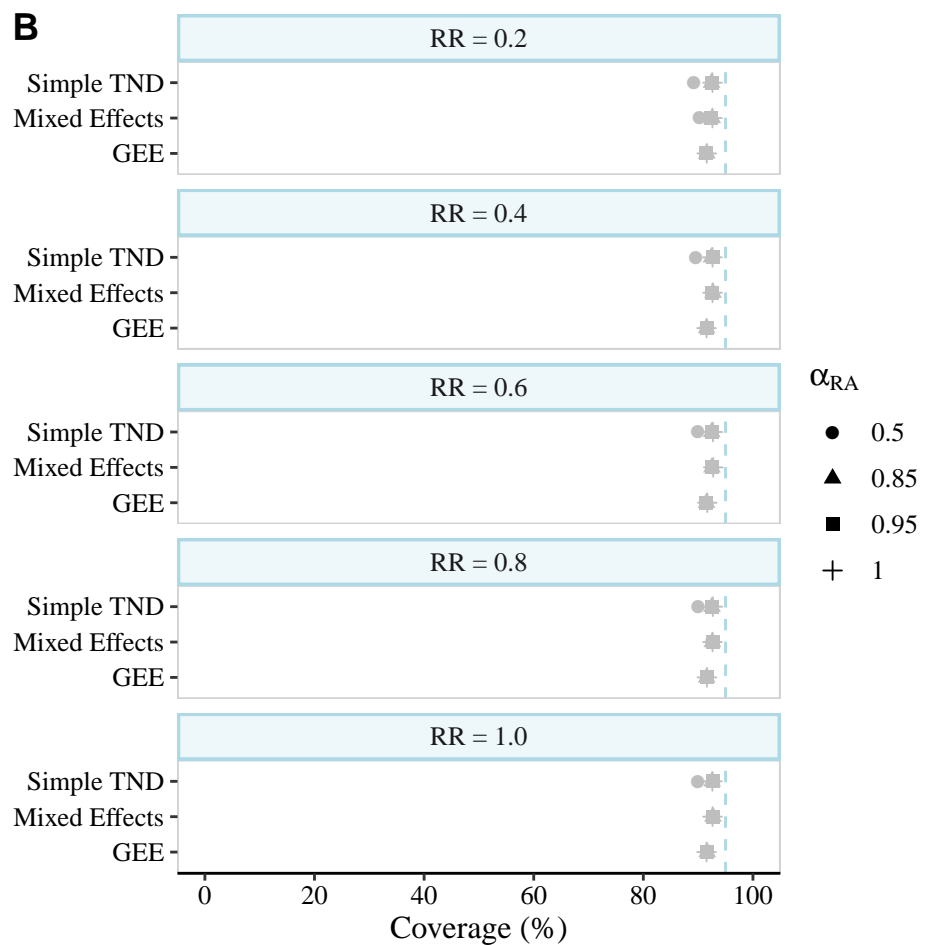 B
RR = 0.2
Simple TND
Mixed Effects
GEE
RR = 0.4
Simple TND
Mixed Effects
GEE
RR = 0.6
Simple TND
Mixed Effects
GEE
RR = 0.8
Simple TND
Mixed Effects
GEE
RR = 1.0
Simple TND
Mixed Effects
GEE
0 20 40 60 80 100
Coverage (%)
αRA
0.5
0.85
0.95
1